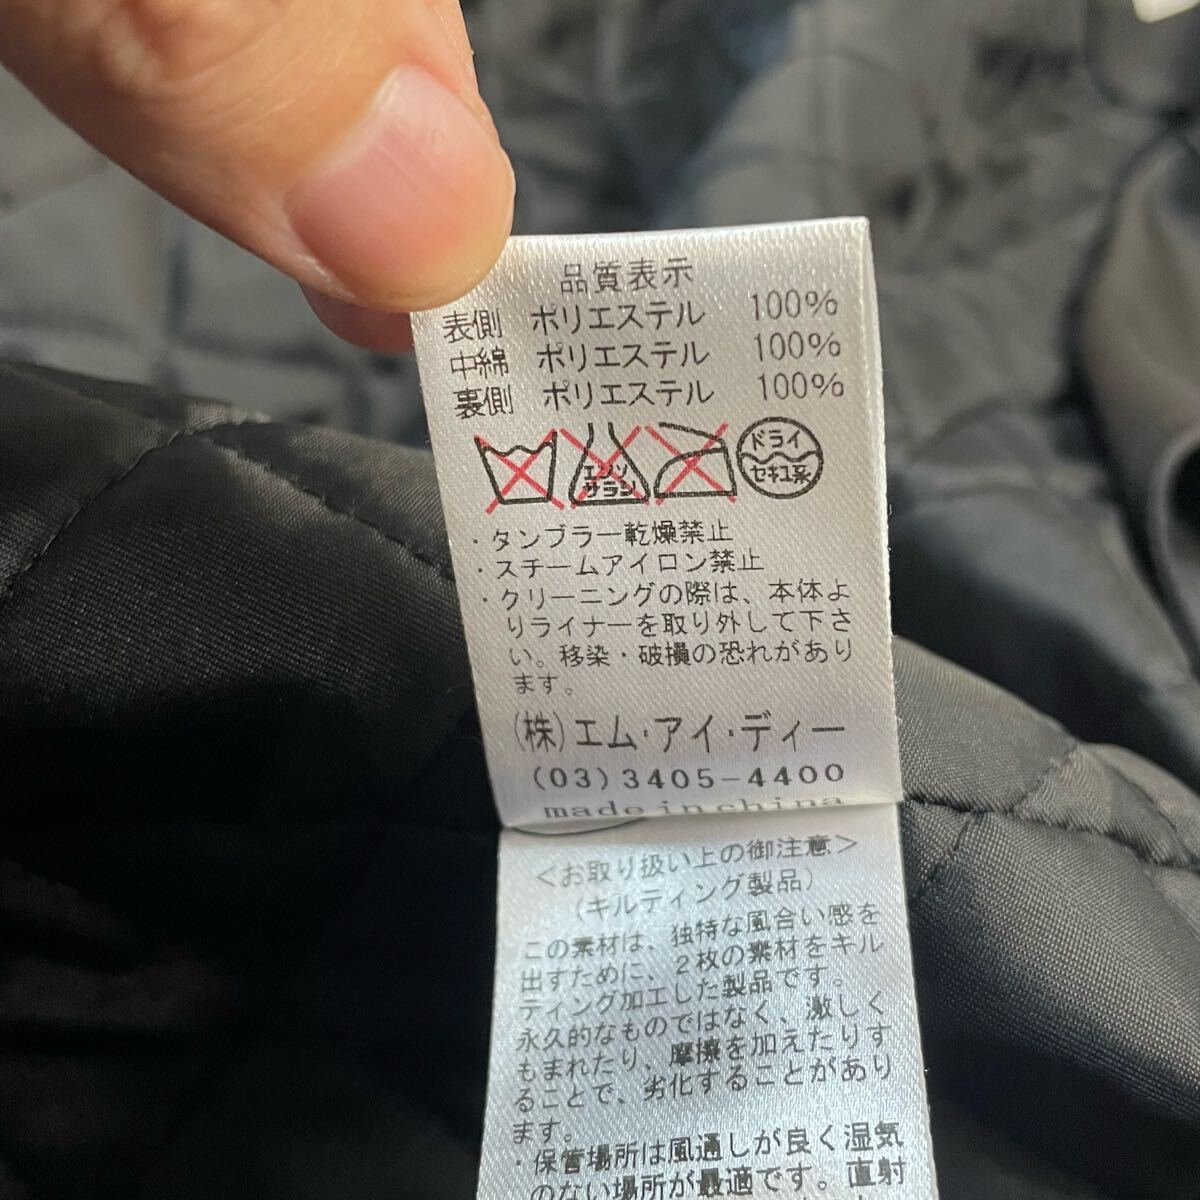 品質表示
表側 ポリエステル 100%
中綿 ポリエステル 100%
裏側 ポリエステル 100%
エンソ
サラシ
ドライ
セキユ系
・タンブラー乾燥禁止
・スチームアイロン禁止
・クリーニングの際は、本体よ
りライナーを取り外して下さ
い。移染・破損の恐れがあり
ます。
(株)エム・アイ・ディー
(03)3405-4400
made in china
<お取り扱い上の御注意>
(キルティング製品)
この素材は、独特な風合い感を
出すために、2枚の素材をキル
ティング加工した製品です。
永久的なものではなく、激しく
もまれたり、摩擦を加えたりす
ることで、劣化することがあり
ます。
・保管場所は風通しが良く湿気
のない場所が最適です。直射